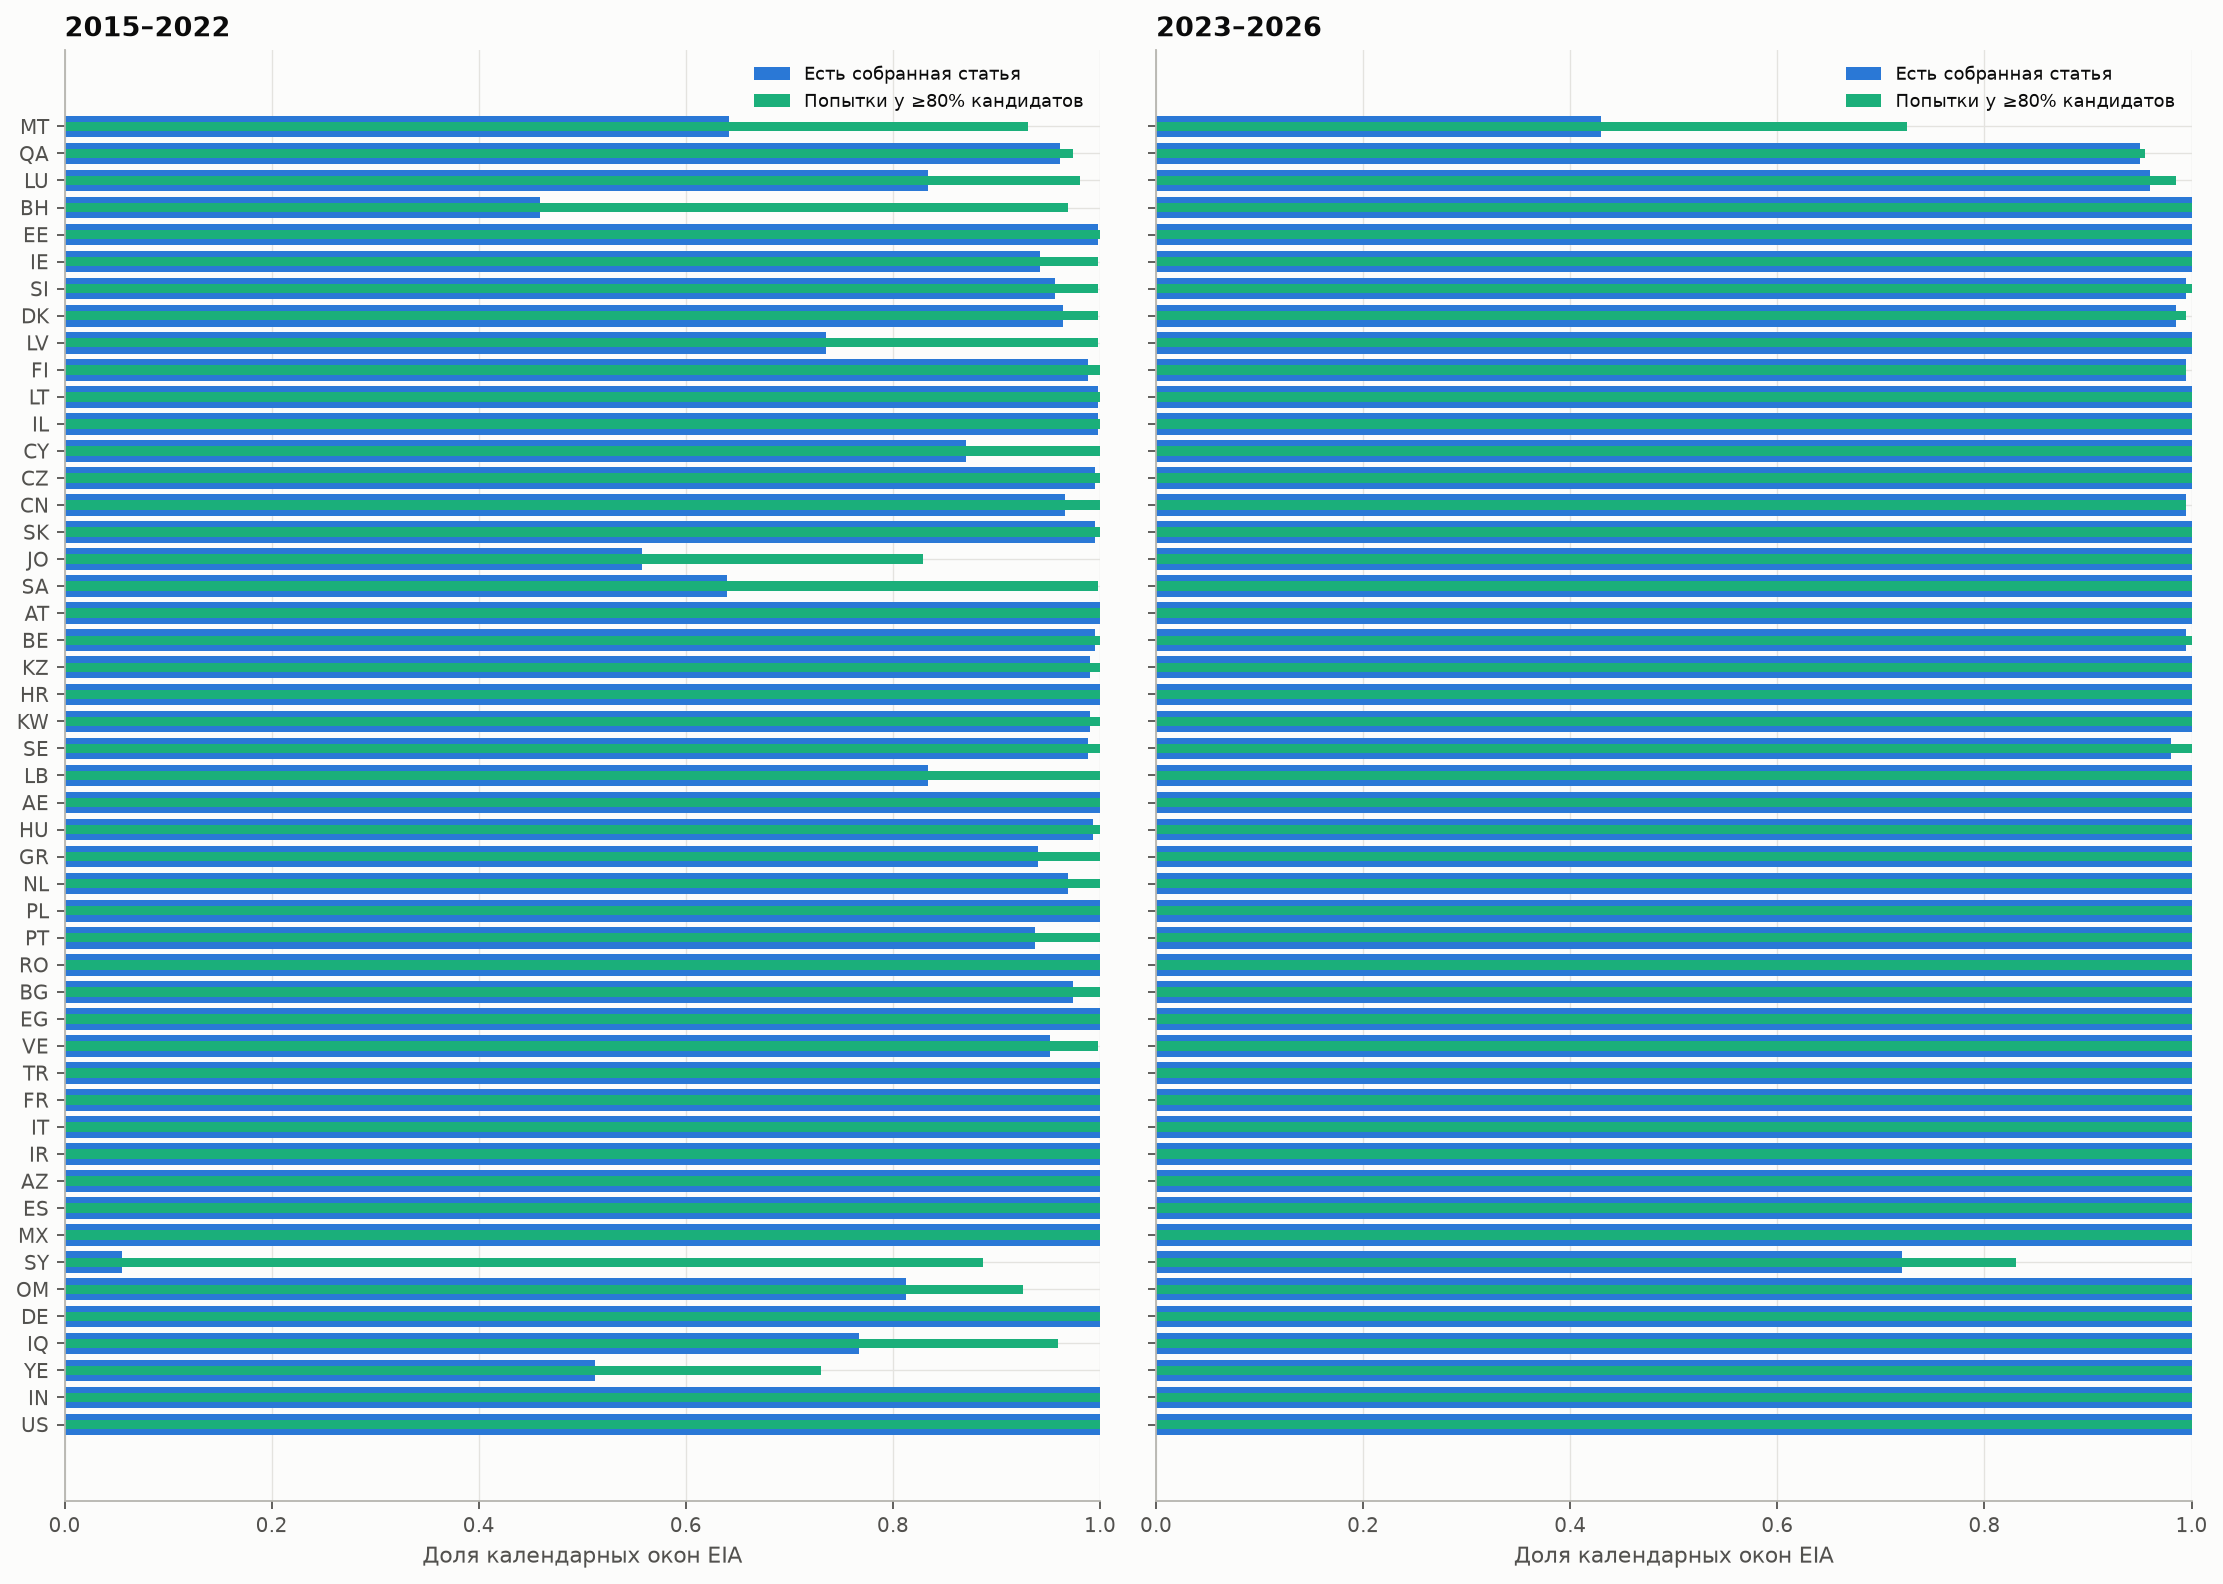 2015–2022
Есть собранная статья
Попытки у ≥80% кандидатов
MT
QA
LU
BH
EE
IE
SI
DK
LV
FI
LT
IL
CY
CZ
CN
SK
JO
SA
AT
BE
KZ
HR
KW
SE
LB
AE
HU
GR
NL
PL
PT
RO
BG
EG
VE
TR
FR
IT
IR
AZ
ES
MX
SY
OM
DE
IQ
YE
IN
US
0.0 0.2 0.4 0.6 0.8 1.0
Доля календарных окон EIA
2023–2026
Есть собранная статья
Попытки у ≥80% кандидатов
0.0 0.2 0.4 0.6 0.8 1.0
Доля календарных окон EIA